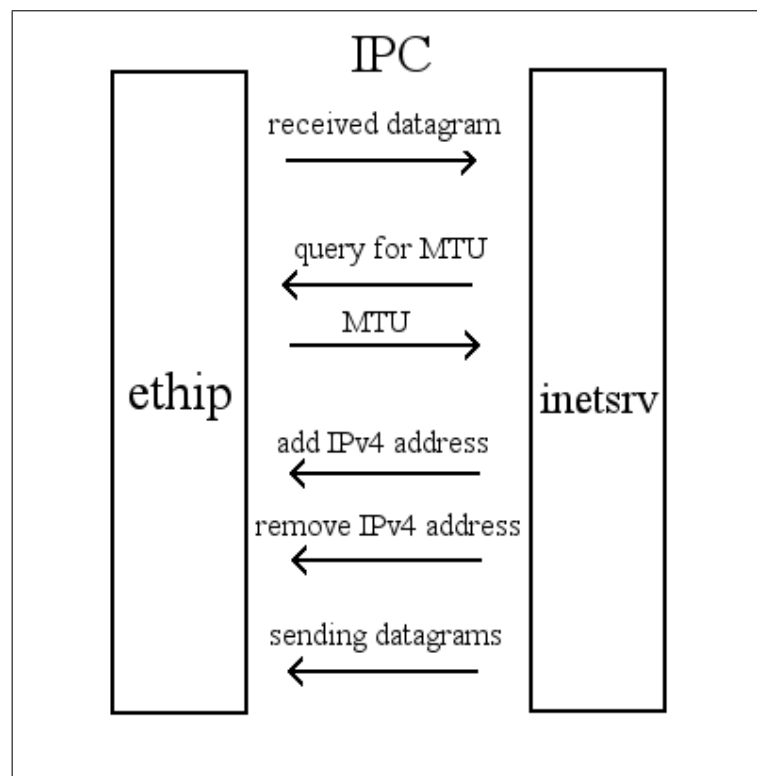 IPC
received datagram
query for MTU
MTU
ethip
inetsrv
add IPv4 address
remove IPv4 address
sending datagrams